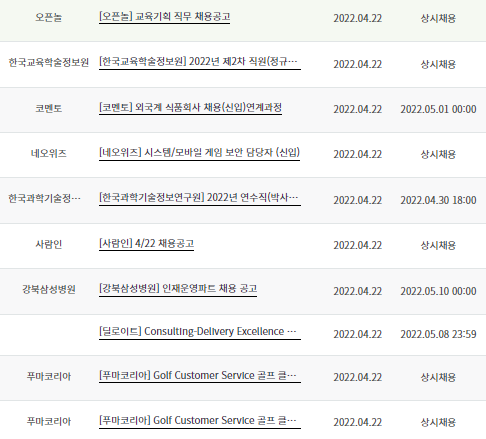 오픈놀 [오픈놀] 교육기획 직무 채용공고 2022.04.22 상시채용
한국교육학술정보원 [한국교육학술정보원] 2022년 제2차 직원(정규⋯ 2022.04.22 상시채용
코멘토 [코멘토] 외국계 식품회사 채용(신입)연계과정 2022.04.22 2022.05.01 00:00
네오위즈 [네오위즈] 시스템/모바일 게임 보안 담당자 (신입) 2022.04.22 상시채용
한국과학기술정⋯ [한국과학기술정보연구원] 2022년 연수직(박사⋯ 2022.04.22 2022.04.30 18:00
사람인 [사람인] 4/22 채용공고 2022.04.22 상시채용
강북삼성병원 [강북삼성병원] 인재운영파트 채용 공고 2022.04.22 2022.05.10 00:00
[딜로이트] Consulting-Delivery Excellence ⋯ 2022.04.22 2022.05.08 23:59
푸마코리아 [푸마코리아] Golf Customer Service 골프 클⋯ 2022.04.22 상시채용
푸마코리아 [푸마코리아] Golf Customer Service 골프 클⋯ 2022.04.22 상시채용